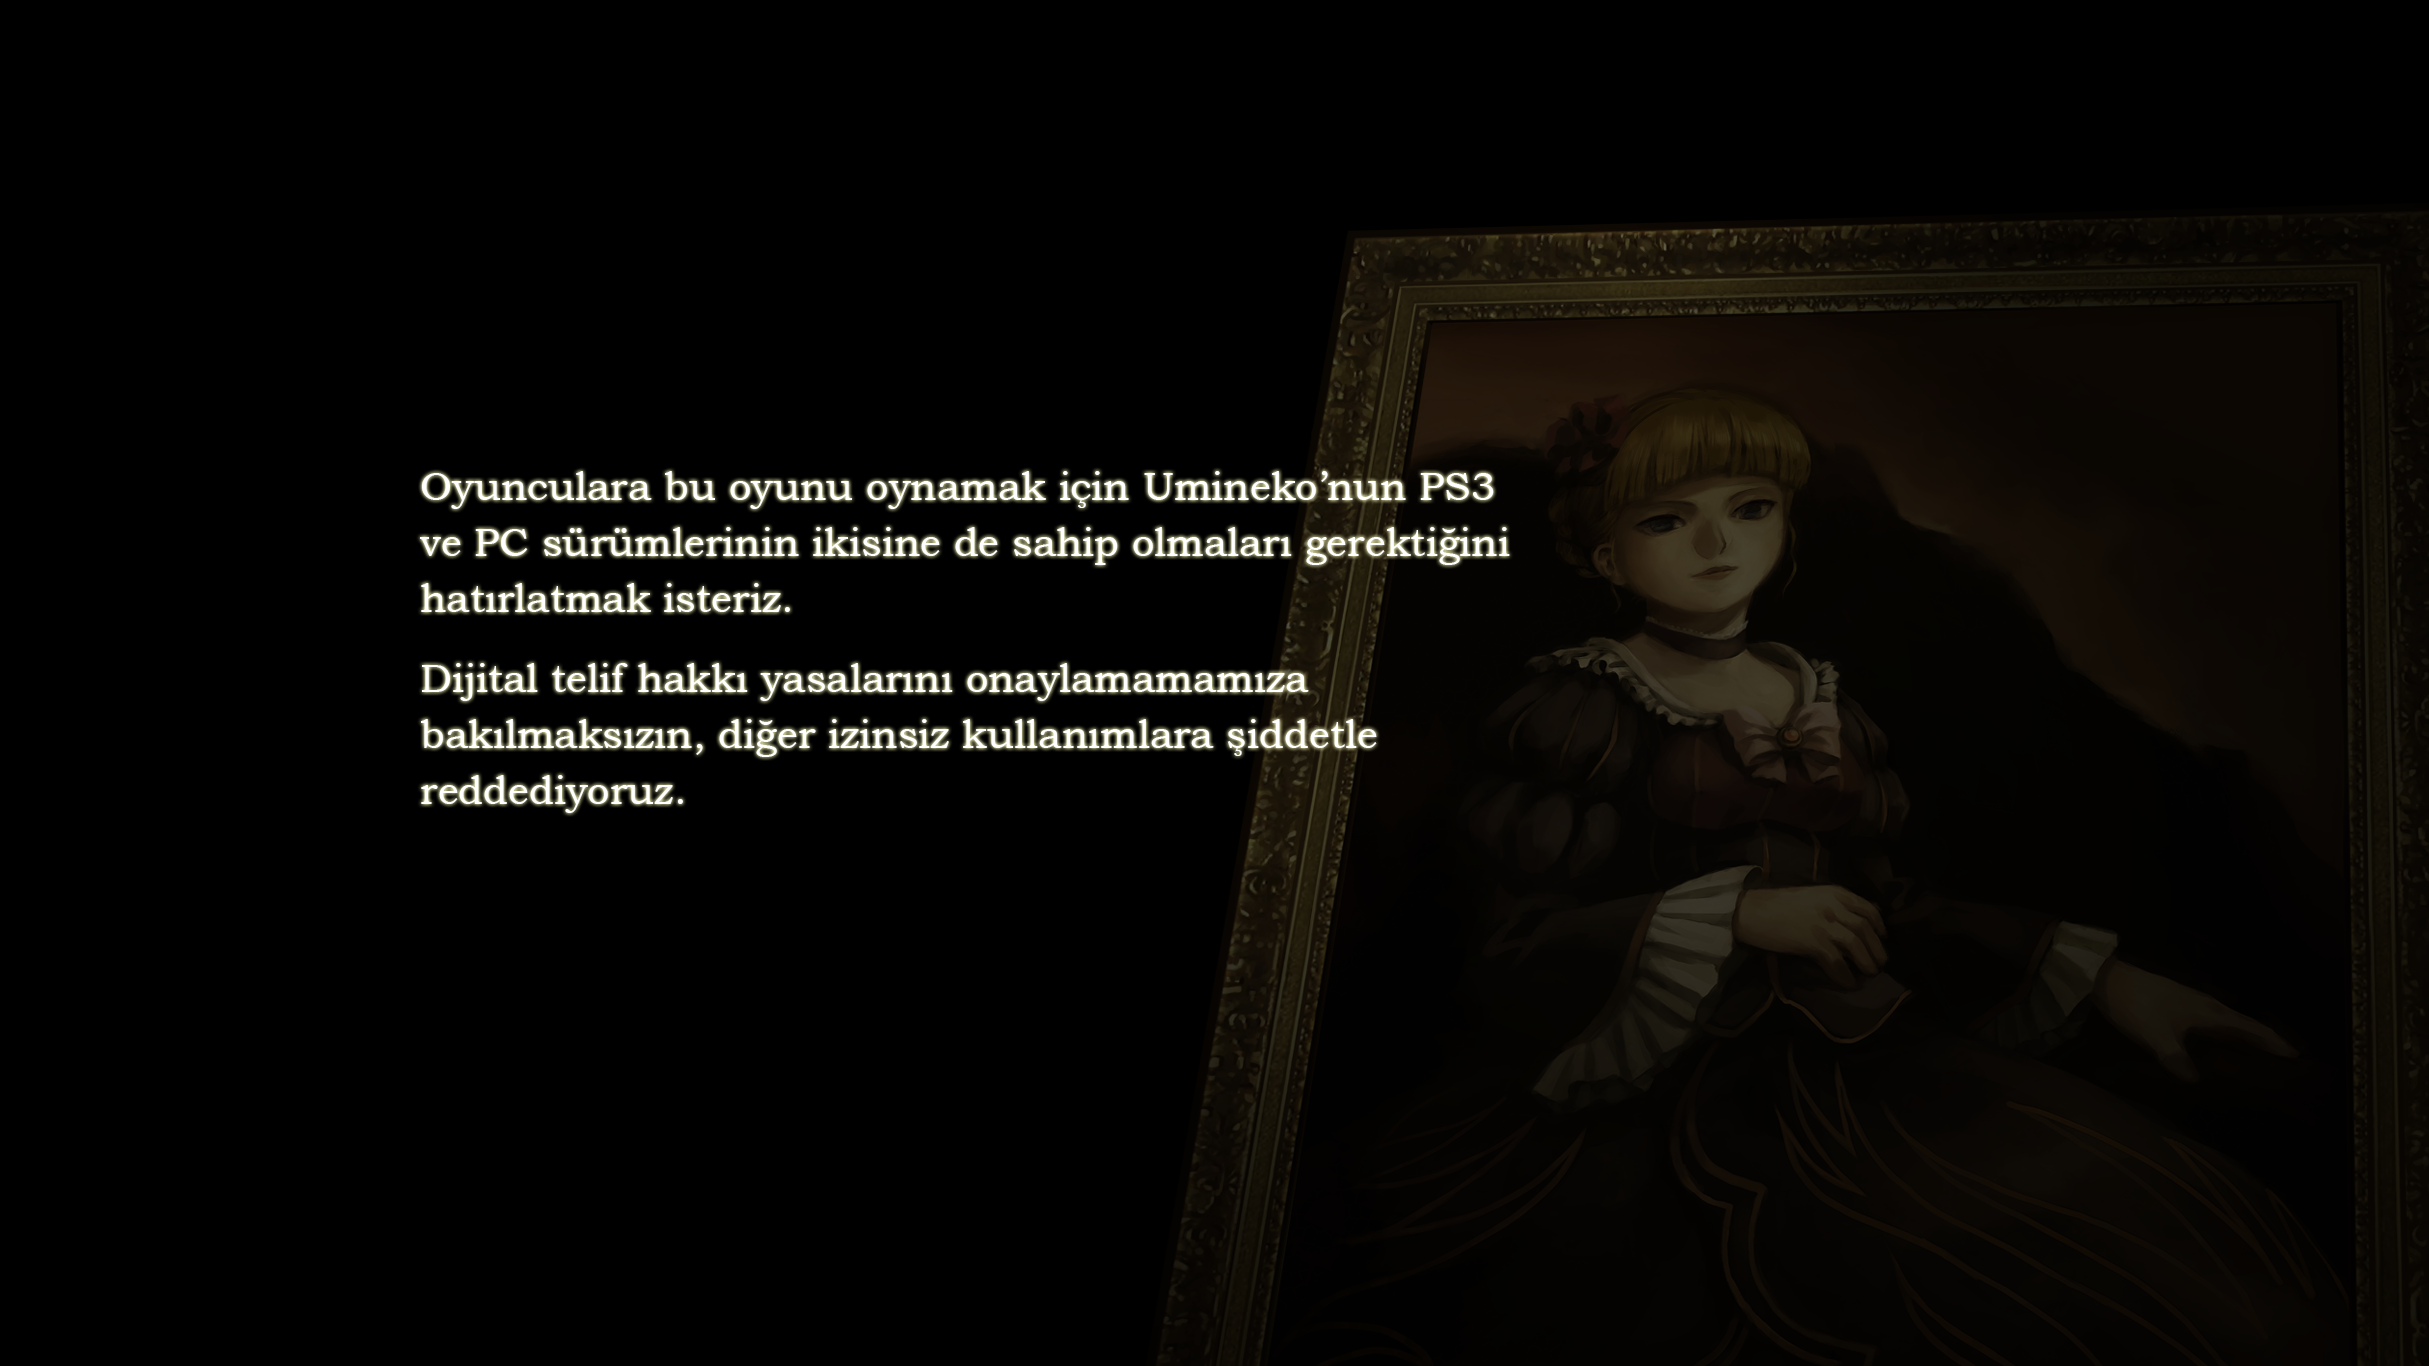 Oyunculara bu oyunu oynamak için Umineko’nun PS3
ve PC sürümlerinin ikisine de sahip olmaları gerektiğini
hatırlatmak isteriz.
Dijital telif hakkı yasalarını onaylamamamıza
bakılmaksızın, diğer izinsiz kullanımlara şiddetle
reddediyoruz.